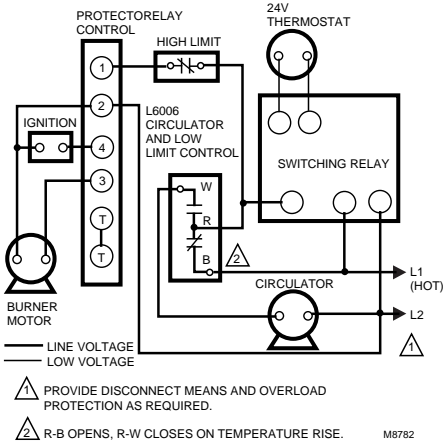 PROTECTORELAY
CONTROL
24V
THERMOSTAT
HIGH LIMIT
1
2
IGNITION
4
3
T
T
L6006
CIRCULATOR
AND LOW
LIMIT CONTROL
SWITCHING RELAY
W
R
B
2
CIRCULATOR
L1
(HOT)
L2
1
BURNER
MOTOR
LINE VOLTAGE
LOW VOLTAGE
1 PROVIDE DISCONNECT MEANS AND OVERLOAD
PROTECTION AS REQUIRED.
2 R-B OPENS, R-W CLOSES ON TEMPERATURE RISE.
M8782